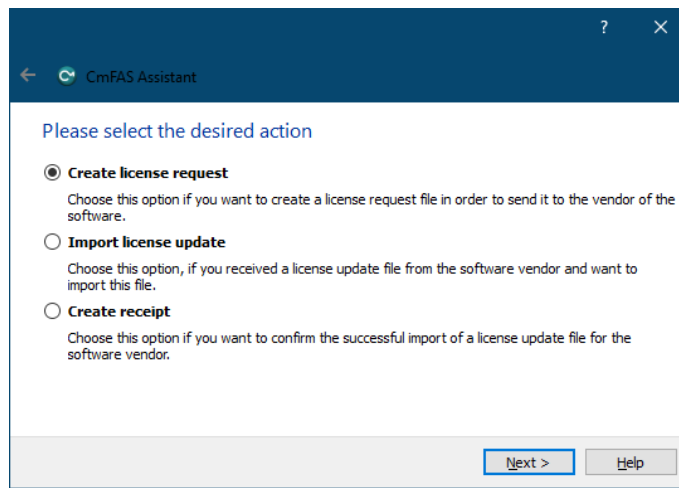 ?
CmFAS Assistant
Please select the desired action
Create license request
Choose this option if you want to create a license request file in order to send it to the vendor of the
software.
Import license update
Choose this option, if you received a license update file from the software vendor and want to
import this file.
Create receipt
Choose this option if you want to confirm the successful import of a license update file for the
software vendor.
Next > Help